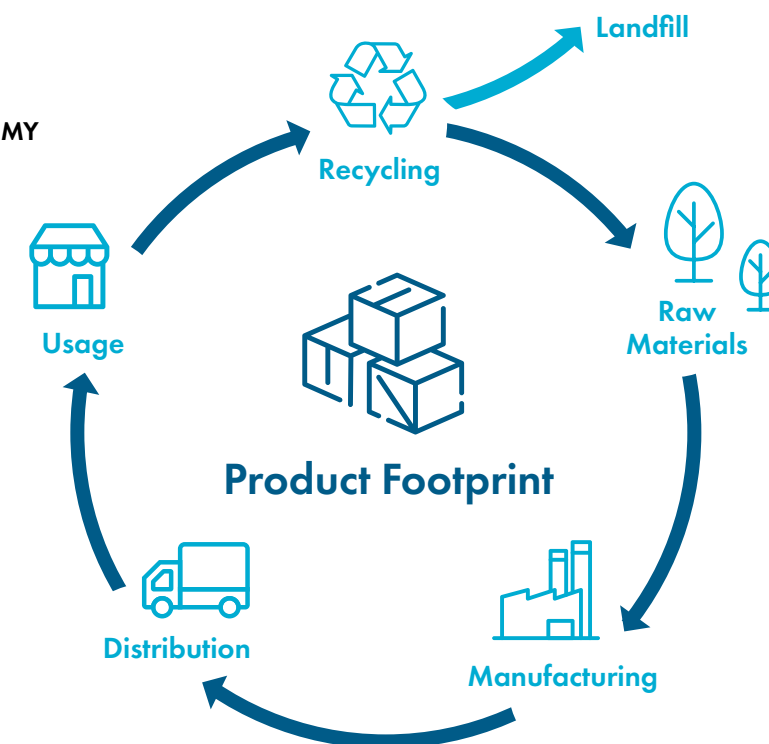 Landfill
MY
Recycling
Usage
Raw
Materials
Product Footprint
Distribution
Manufacturing